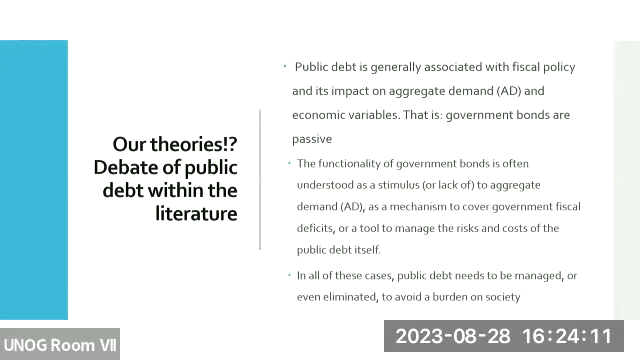 Our theories!?
Debate of public
debt within the
literature
Public debt is generally associated with fiscal policy
and its impact on aggregate demand (AD) and
economic variables. That is: government bonds are
passive
The functionality of government bonds is often
understood as a stimulus (or lack of) to aggregate
demand (AD), as a mechanism to cover government fiscal
deficits, or a tool to manage the risks and costs of the
public debt itself.
In all of these cases, public debt needs to be managed, or
even eliminated, to avoid a burden on society
UNOG Room VII
2023-08-28 16:24:11